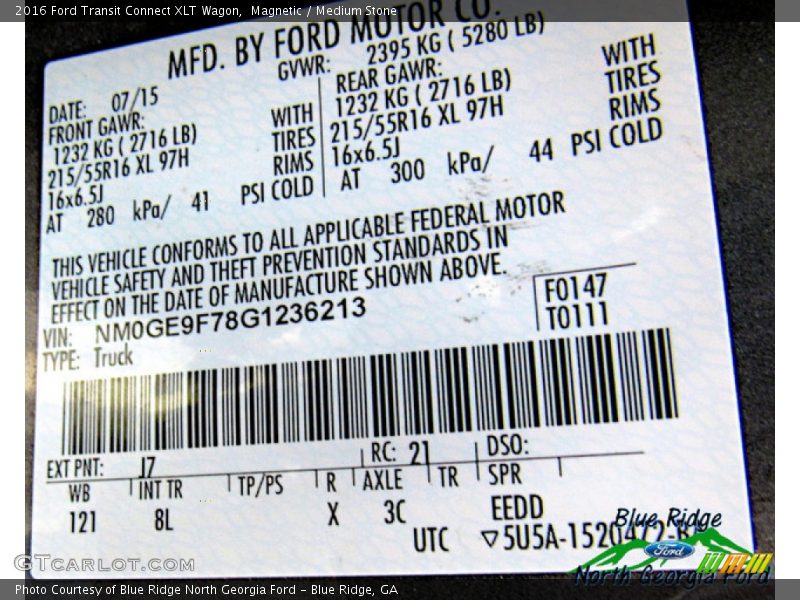 2016 Ford Transit Connect XLT Wagon, Magnetic / Medium Stone
MFD. BY FORD MOTOR CO.
GVWR: 2395 KG ( 5280 LB)
DATE: 07/15
FRONT GAWR:
1232 KG ( 2716 LB) WITH
215/55R16 XL 97H TIRES
16x6.5J RIMS
AT 280 kPa/ 41 PSI COLD
REAR GAWR: WITH
1232 KG ( 2716 LB) TIRES
215/55R16 XL 97H RIMS
16x6.5J
AT 300 kPa/ 44 PSI COLD
THIS VEHICLE CONFORMS TO ALL APPLICABLE FEDERAL MOTOR
VEHICLE SAFETY AND THEFT PREVENTION STANDARDS IN
EFFECT ON THE DATE OF MANUFACTURE SHOWN ABOVE.
VIN: NM0GE9F78G1236213
TYPE: Truck
F0147
T0111
EXT PNT: J7 RC: 21 DSO:
WB INT TR TP/PS R AXLE TR SPR
121 8L X 3C EEDD
UTC ▽5U5A-1520472-
Blue Ridge
Ford
North Georgia Ford
GTcarlot.com
Photo Courtesy of Blue Ridge North Georgia Ford – Blue Ridge, GA